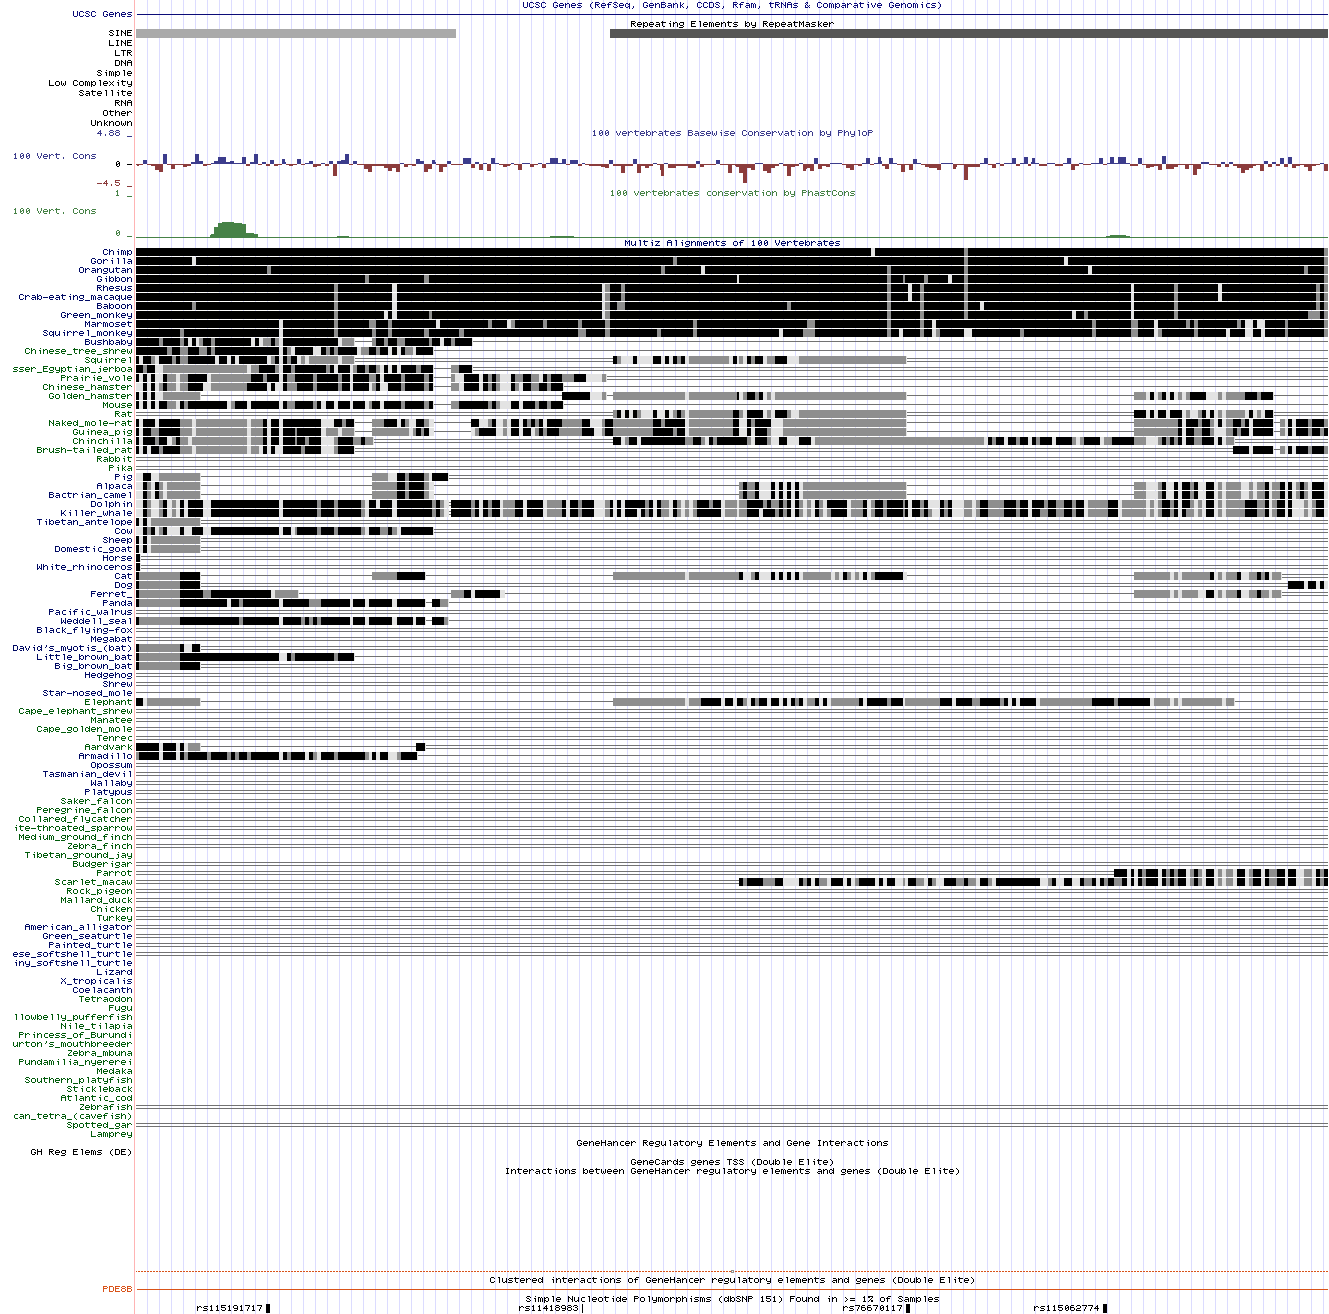 UCSC Genes (RefSeq, GenBank, CCDS, Rfam, tRNAs & Comparative Genomics)
UCSC Genes
Repeating Elements by RepeatMasker
SINE
LINE
LTR
DNA
Simple
Low Complexity
Satellite
RNA
Other
Unknown
4.88 _
100 vertebrates Basewise Conservation by PhyloP
100 Vert. Cons
0 _
-4.5 _
1 _
100 vertebrates conservation by PhastCons
100 Vert. Cons
0 _
Multiz Alignments of 100 Vertebrates
Chimp
Gorilla
Orangutan
Gibbon
Rhesus
Crab-eating_macaque
Baboon
Green_monkey
Marmoset
Squirrel_monkey
Bushbaby
Chinese_tree_shrew
Squirrel
sser_Egyptian_jerboa
Prairie_vole
Chinese_hamster
Golden_hamster
Mouse
Rat
Naked_mole-rat
Guinea_pig
Chinchilla
Brush-tailed_rat
Rabbit
Pika
Pig
Alpaca
Bactrian_camel
Dolphin
Killer_whale
Tibetan_antelope
Cow
Sheep
Domestic_goat
Horse
White_rhinoceros
Cat
Dog
Ferret_
Panda
Pacific_walrus
Weddell_seal
Black_flying-fox
Megabat
David's_myotis_(bat)
Little_brown_bat
Big_brown_bat
Hedgehog
Shrew
Star-nosed_mole
Elephant
Cape_elephant_shrew
Manatee
Cape_golden_mole
Tenrec
Aardvark
Armadillo
Opossum
Tasmanian_devil
Wallaby
Platypus
Saker_falcon
Peregrine_falcon
Collared_flycatcher
ite-throated_sparrow
Medium_ground_finch
Zebra_finch
Tibetan_ground_jay
Budgerigar
Parrot
Scarlet_macaw
Rock_pigeon
Mallard_duck
Chicken
Turkey
American_alligator
Green_seaturtle
Painted_turtle
ese_softshell_turtle
iny_softshell_turtle
Lizard
X_tropicalis
Coelacanth
Tetraodon
Fugu
llowbelly_pufferfish
Nile_tilapia
Princess_of_Burundi
urton's_mouthbreeder
Zebra_mbuna
Pundamilia_nyererei
Medaka
Southern_platyfish
Stickleback
Atlantic_cod
Zebrafish
can_tetra_(cavefish)
Spotted_gar
Lamprey
GeneHancer Regulatory Elements and Gene Interactions
GH Reg Elems (DE)
GeneCards genes TSS (Double Elite)
Interactions between GeneHancer regulatory elements and genes (Double Elite)
Clustered interactions of GeneHancer regulatory elements and genes (Double Elite)
PDE8B
Simple Nucleotide Polymorphisms (dbSNP 151) Found in >= 1% of Samples
rs115191717 rs11418983 rs76670117 rs115062774